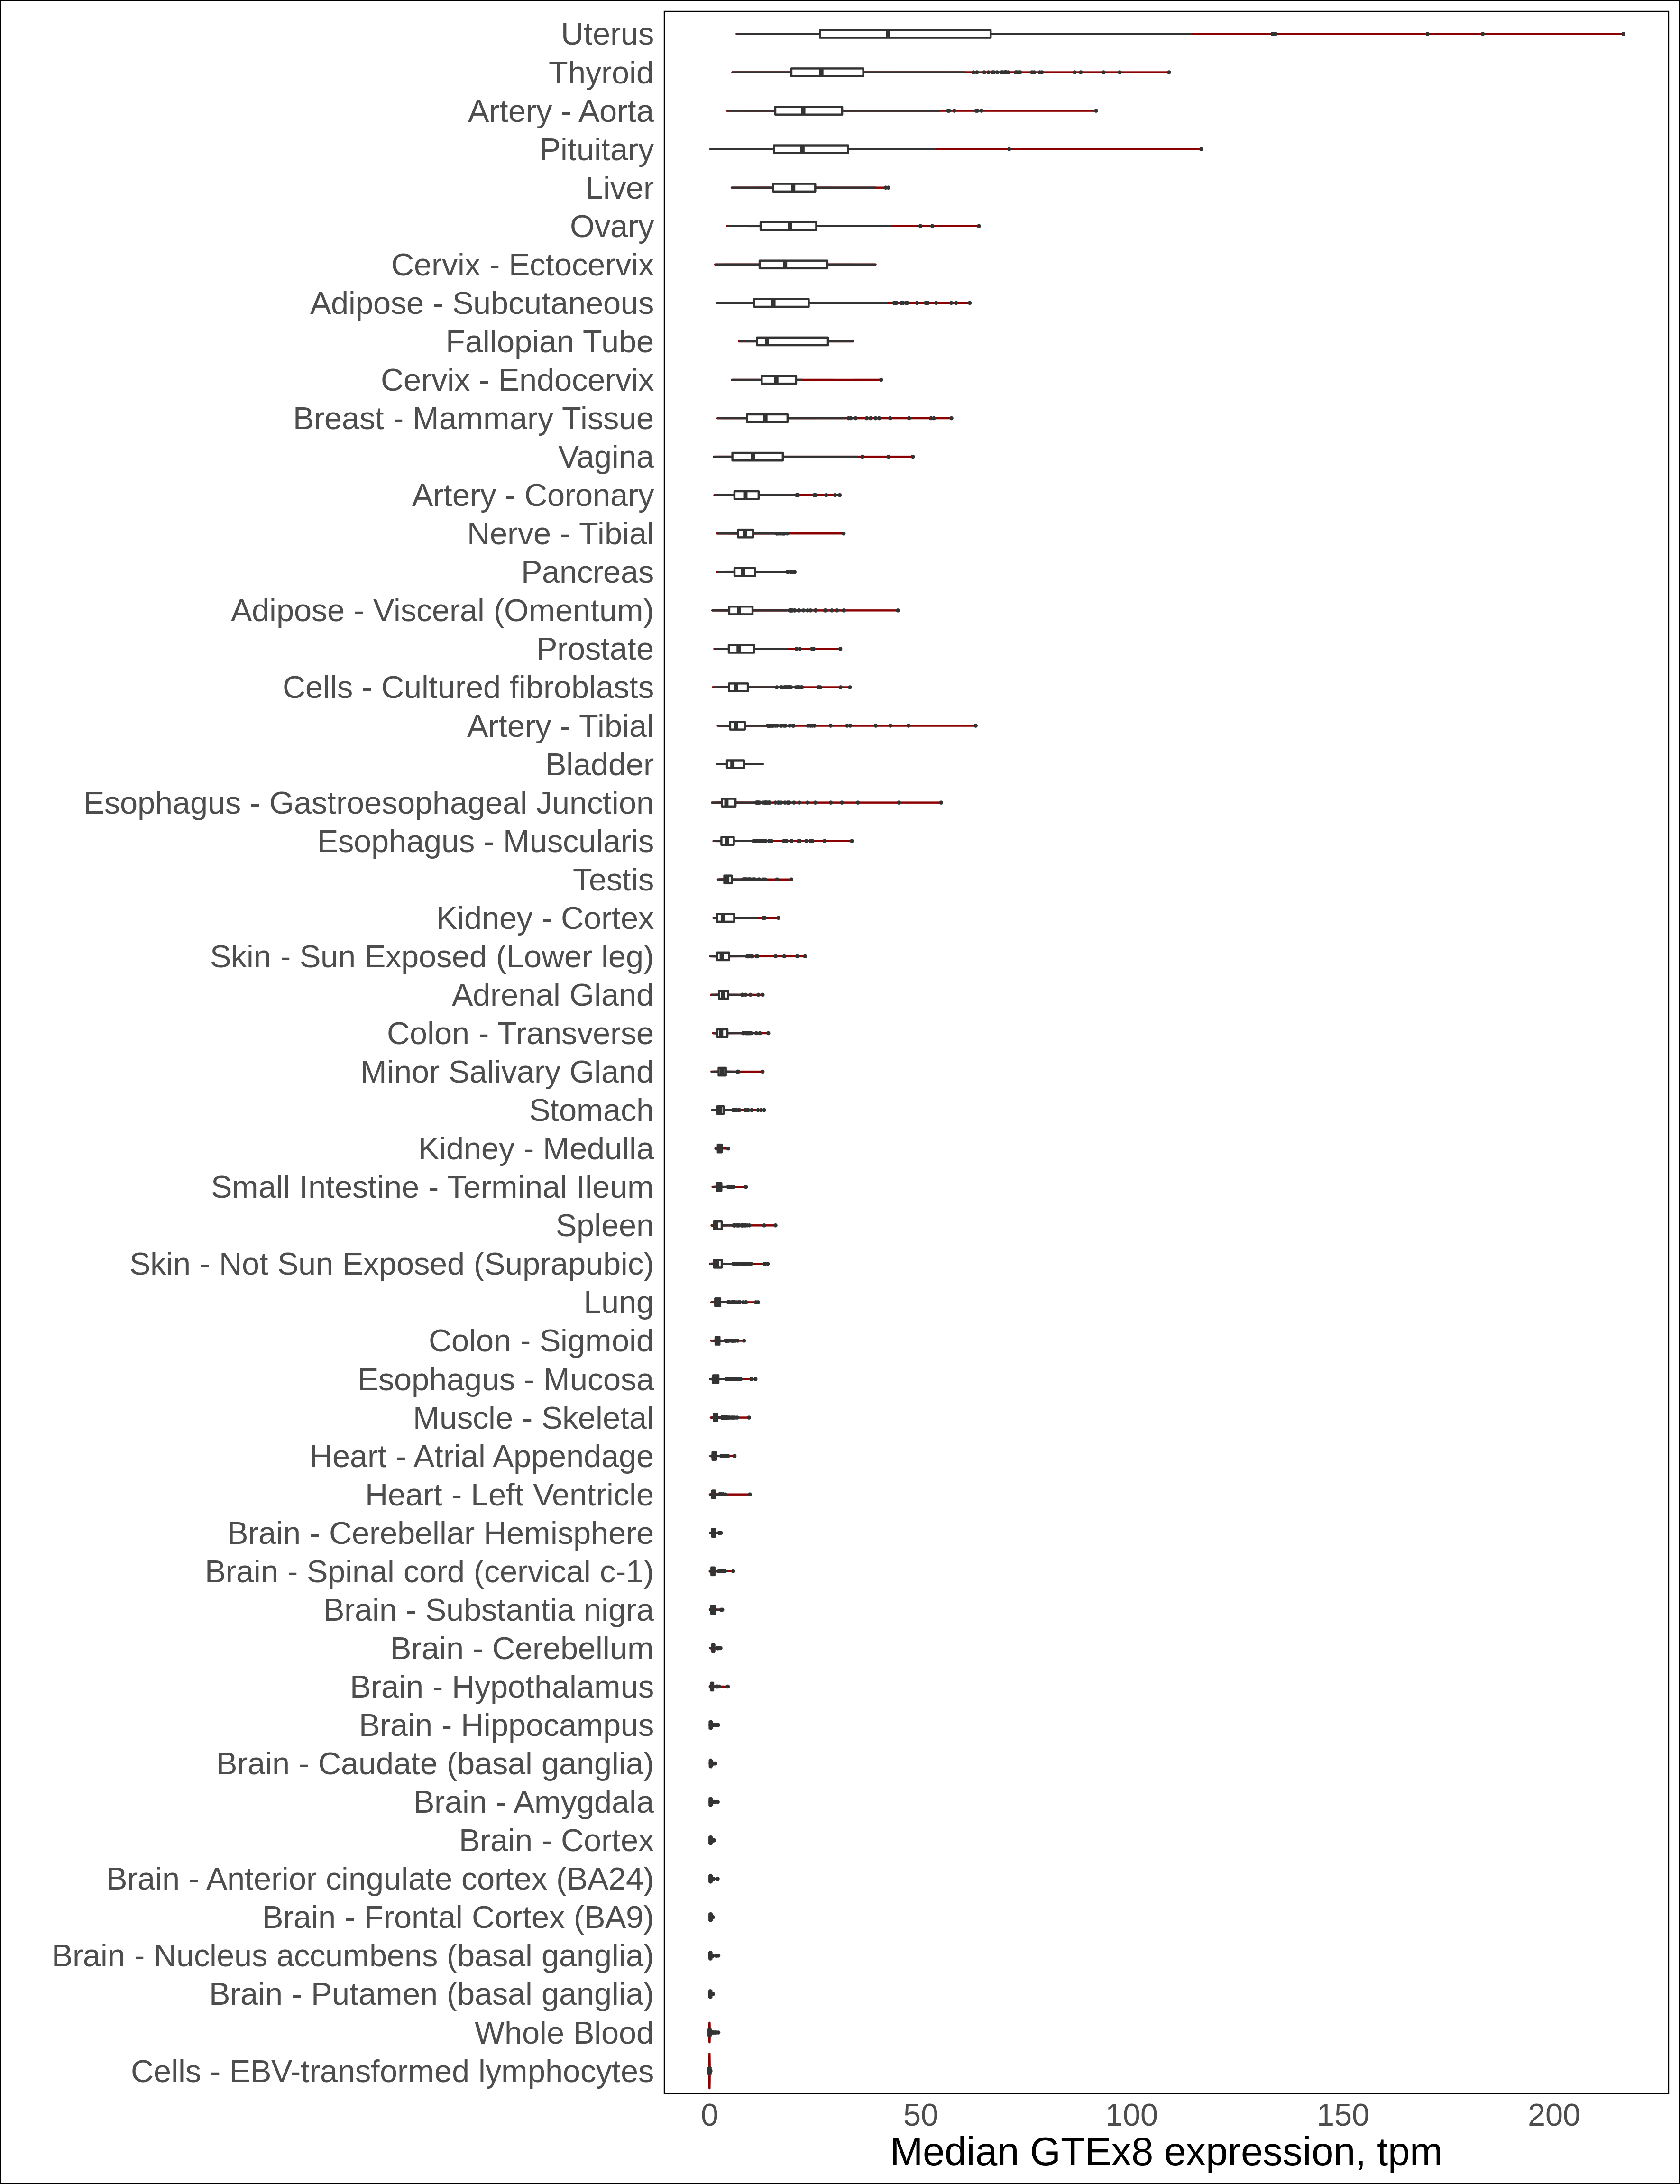 Uterus
Thyroid
Artery - Aorta
Pituitary
Liver
Ovary
Cervix - Ectocervix
Adipose - Subcutaneous
Fallopian Tube
Cervix - Endocervix
Breast - Mammary Tissue
Vagina
Artery - Coronary
Nerve - Tibial
Pancreas
Adipose - Visceral (Omentum)
Prostate
Cells - Cultured fibroblasts
Artery - Tibial
Bladder
Esophagus - Gastroesophageal Junction
Esophagus - Muscularis
Testis
Kidney - Cortex
Skin - Sun Exposed (Lower leg)
Adrenal Gland
Colon - Transverse
Minor Salivary Gland
Stomach
Kidney - Medulla
Small Intestine - Terminal Ileum
Spleen
Skin - Not Sun Exposed (Suprapubic)
Lung
Colon - Sigmoid
Esophagus - Mucosa
Muscle - Skeletal
Heart - Atrial Appendage
Heart - Left Ventricle
Brain - Cerebellar Hemisphere
Brain - Spinal cord (cervical c-1)
Brain - Substantia nigra
Brain - Cerebellum
Brain - Hypothalamus
Brain - Hippocampus
Brain - Caudate (basal ganglia)
Brain - Amygdala
Brain - Cortex
Brain - Anterior cingulate cortex (BA24)
Brain - Frontal Cortex (BA9)
Brain - Nucleus accumbens (basal ganglia)
Brain - Putamen (basal ganglia)
Whole Blood
Cells - EBV-transformed lymphocytes
0 50 100 150 200
Median GTEx8 expression, tpm